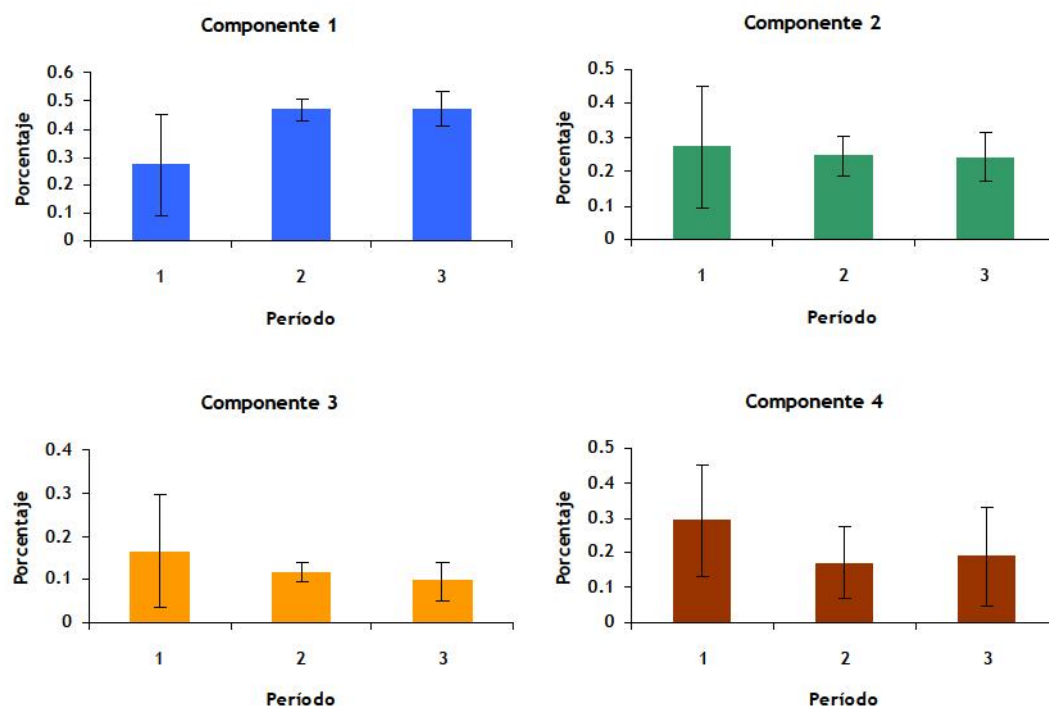 Componente 1
Porcentaje
0.6
0.5
0.4
0.3
0.2
0.1
0
1 2 3
Período
Componente 2
Porcentaje
0.5
0.4
0.3
0.2
0.1
0
1 2 3
Período
Componente 3
Porcentaje
0.4
0.3
0.2
0.1
0
1 2 3
Período
Componente 4
Porcentaje
0.5
0.4
0.3
0.2
0.1
0
1 2 3
Período